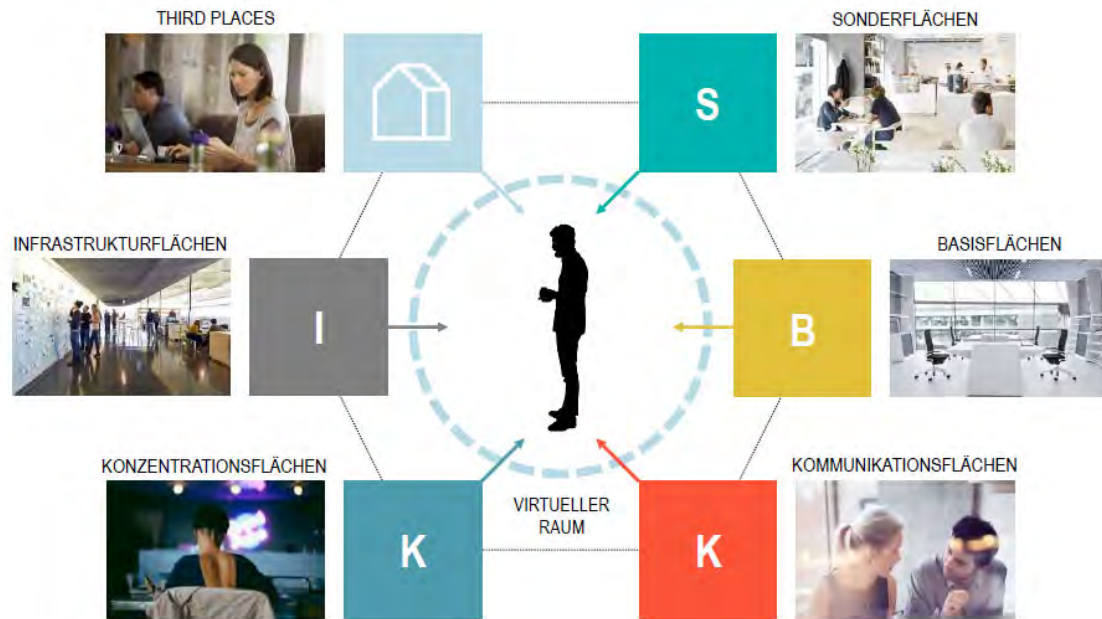 THIRD PLACES
SONDERFLÄCHEN
S
INFRASTRUKTURFLÄCHEN
BASISFLÄCHEN
I
B
KONZENTRATIONSFLÄCHEN
KOMMUNIKATIONSFLÄCHEN
VIRTUELLER
RAUM
K
K